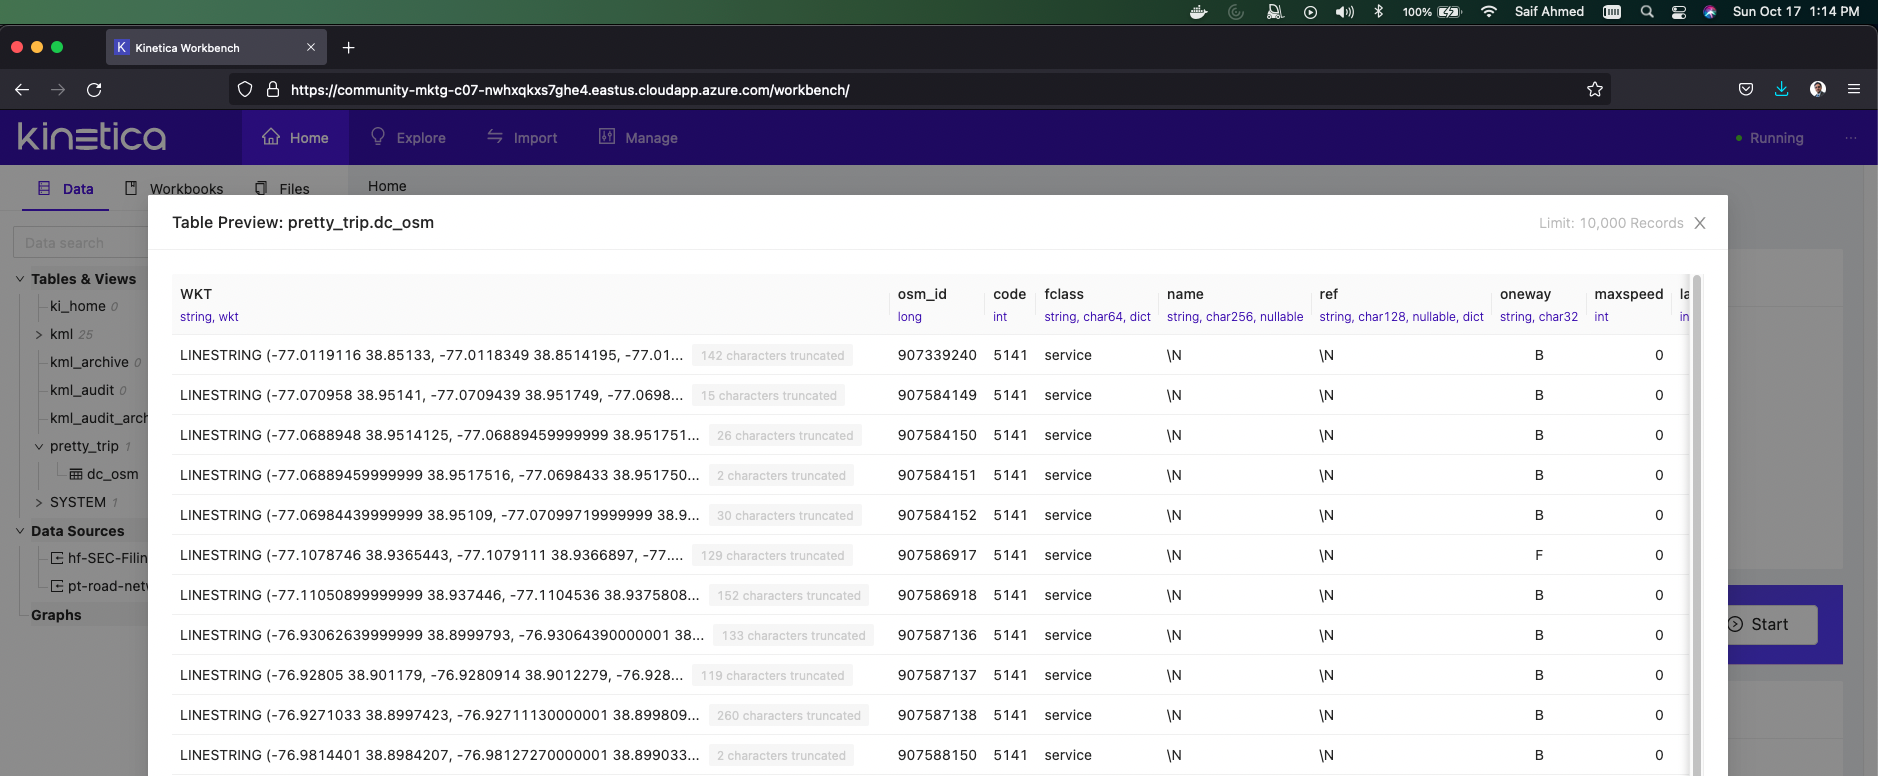 100% Saif Ahmed Sun Oct 17 1:14 PM
K Kinetica Workbench
https://community-mktg-c07-nwhxqkxs7ghe4.eastus.cloudapp.azure.com/workbench/
kinetica Home Explore Import Manage Running ...
Data Workbooks Files Home
Table Preview: pretty_trip.dc_osm Limit: 10,000 Records
Data search
Tables & Views
ki_home 0
kml 25
kml_archive 0
kml_audit 0
kml_audit_arch
pretty_trip 1
dc_osm
SYSTEM 1
Data Sources
hf-SEC-Filin
pt-road-netw
Graphs
WKT osm_id code fclass name ref oneway maxspeed la
string, wkt long int string, char64, dict string, char256, nullable string, char128, nullable, dict string, char32 int in
LINESTRING (-77.0119116 38.85133, -77.0118349 38.8514195, -77.01... 142 characters truncated 907339240 5141 service \N \N B 0
LINESTRING (-77.070958 38.95141, -77.0709439 38.951749, -77.0698... 15 characters truncated 907584149 5141 service \N \N B 0
LINESTRING (-77.0688948 38.9514125, -77.06889459999999 38.951751... 26 characters truncated 907584150 5141 service \N \N B 0
LINESTRING (-77.06889459999999 38.9517516, -77.0698433 38.951750... 2 characters truncated 907584151 5141 service \N \N B 0
LINESTRING (-77.06984439999999 38.95109, -77.07099719999999 38.9... 30 characters truncated 907584152 5141 service \N \N B 0
LINESTRING (-77.1078746 38.9365443, -77.1079111 38.9366897, -77.... 129 characters truncated 907586917 5141 service \N \N F 0
LINESTRING (-77.11050899999999 38.937446, -77.1104536 38.9375808... 152 characters truncated 907586918 5141 service \N \N B 0
LINESTRING (-76.93062639999999 38.8999793, -76.93064390000001 38... 133 characters truncated 907587136 5141 service \N \N B 0
LINESTRING (-76.92805 38.901179, -76.9280914 38.9012279, -76.928... 119 characters truncated 907587137 5141 service \N \N B 0
LINESTRING (-76.9271033 38.8997423, -76.92711130000001 38.899809... 260 characters truncated 907587138 5141 service \N \N B 0
LINESTRING (-76.9814401 38.8984207, -76.98127270000001 38.899033... 2 characters truncated 907588150 5141 service \N \N B 0
Start